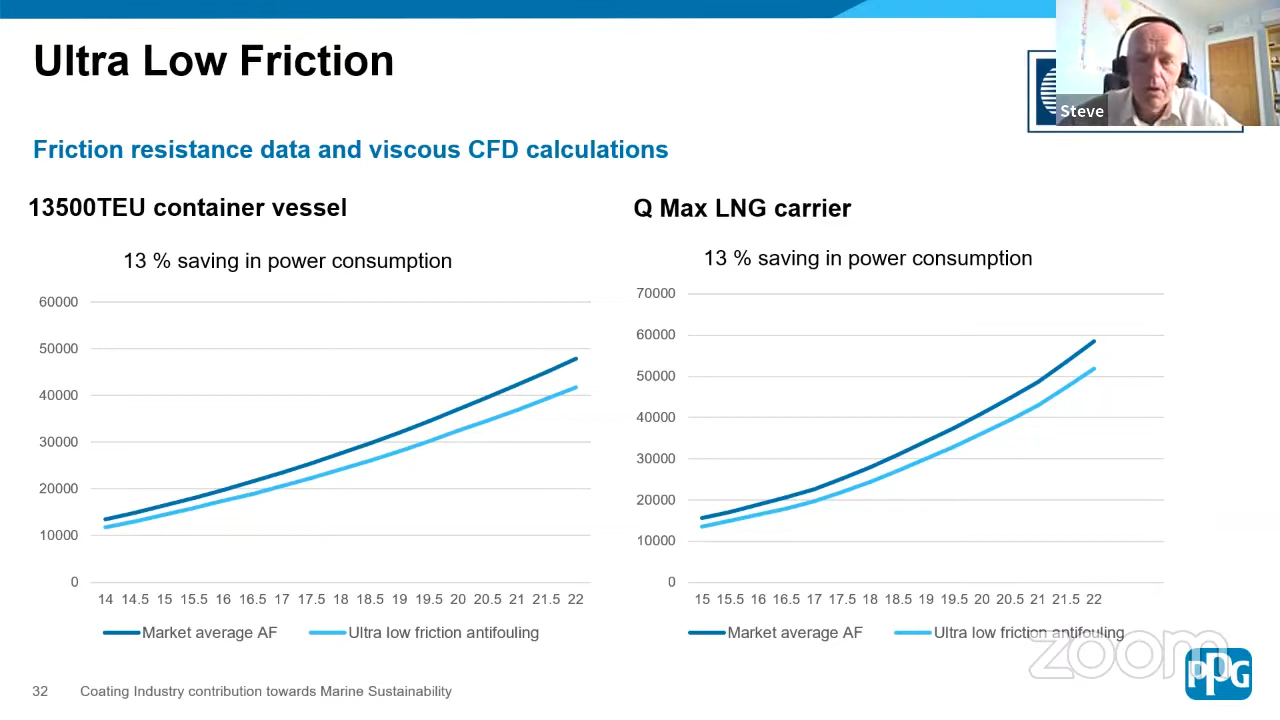 Ultra Low Friction
Steve
Friction resistance data and viscous CFD calculations
13500TEU container vessel
13 % saving in power consumption
60000
50000
40000
30000
20000
10000
0
14 14.5 15 15.5 16 16.5 17 17.5 18 18.5 19 19.5 20 20.5 21 21.5 22
Market average AF
Ultra low friction antifouling
Q Max LNG carrier
13 % saving in power consumption
70000
60000
50000
40000
30000
20000
10000
0
15 15.5 16 16.5 17 17.5 18 18.5 19 19.5 20 20.5 21 21.5 22
Market average AF
Ultra low friction antifouling
zoom
PPG
32 Coating Industry contribution towards Marine Sustainability